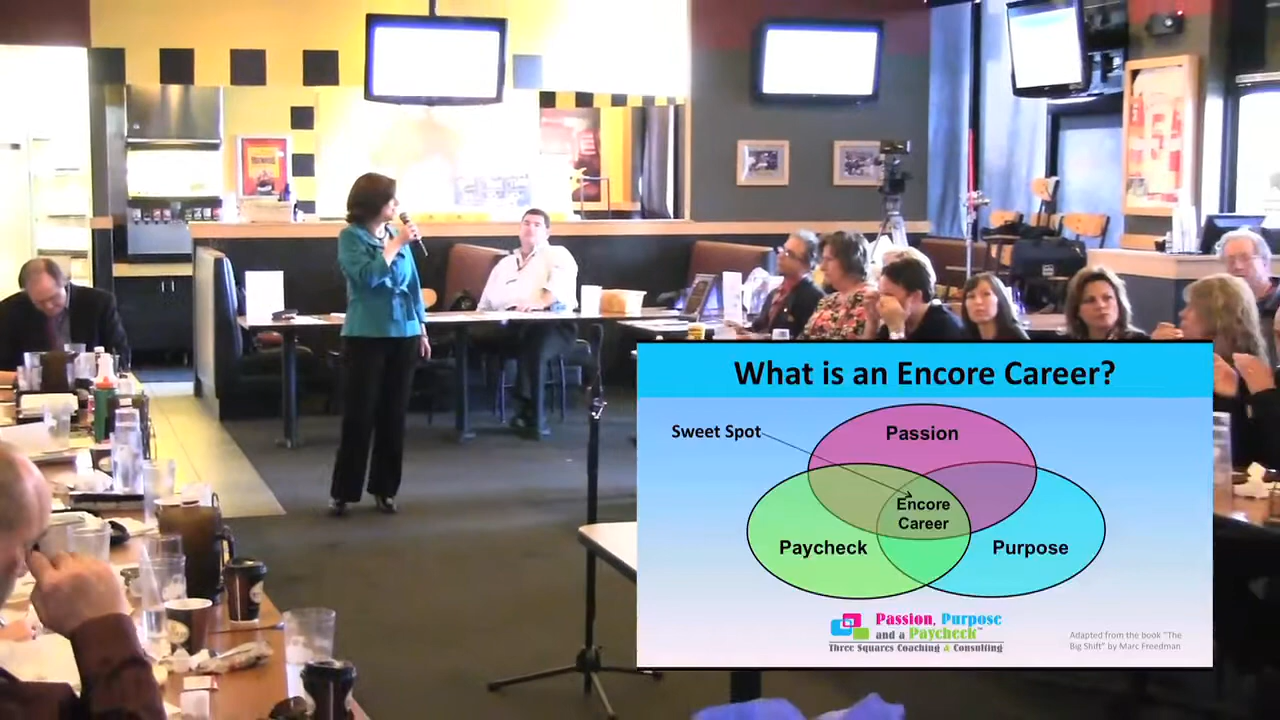 What is an Encore Career?
Sweet Spot
Passion
Encore
Career
Paycheck
Purpose
Passion, Purpose
and a Paycheck™
Three Squares Coaching & Consulting
Adapted from the book "The
Big Shift" by Marc Freedman